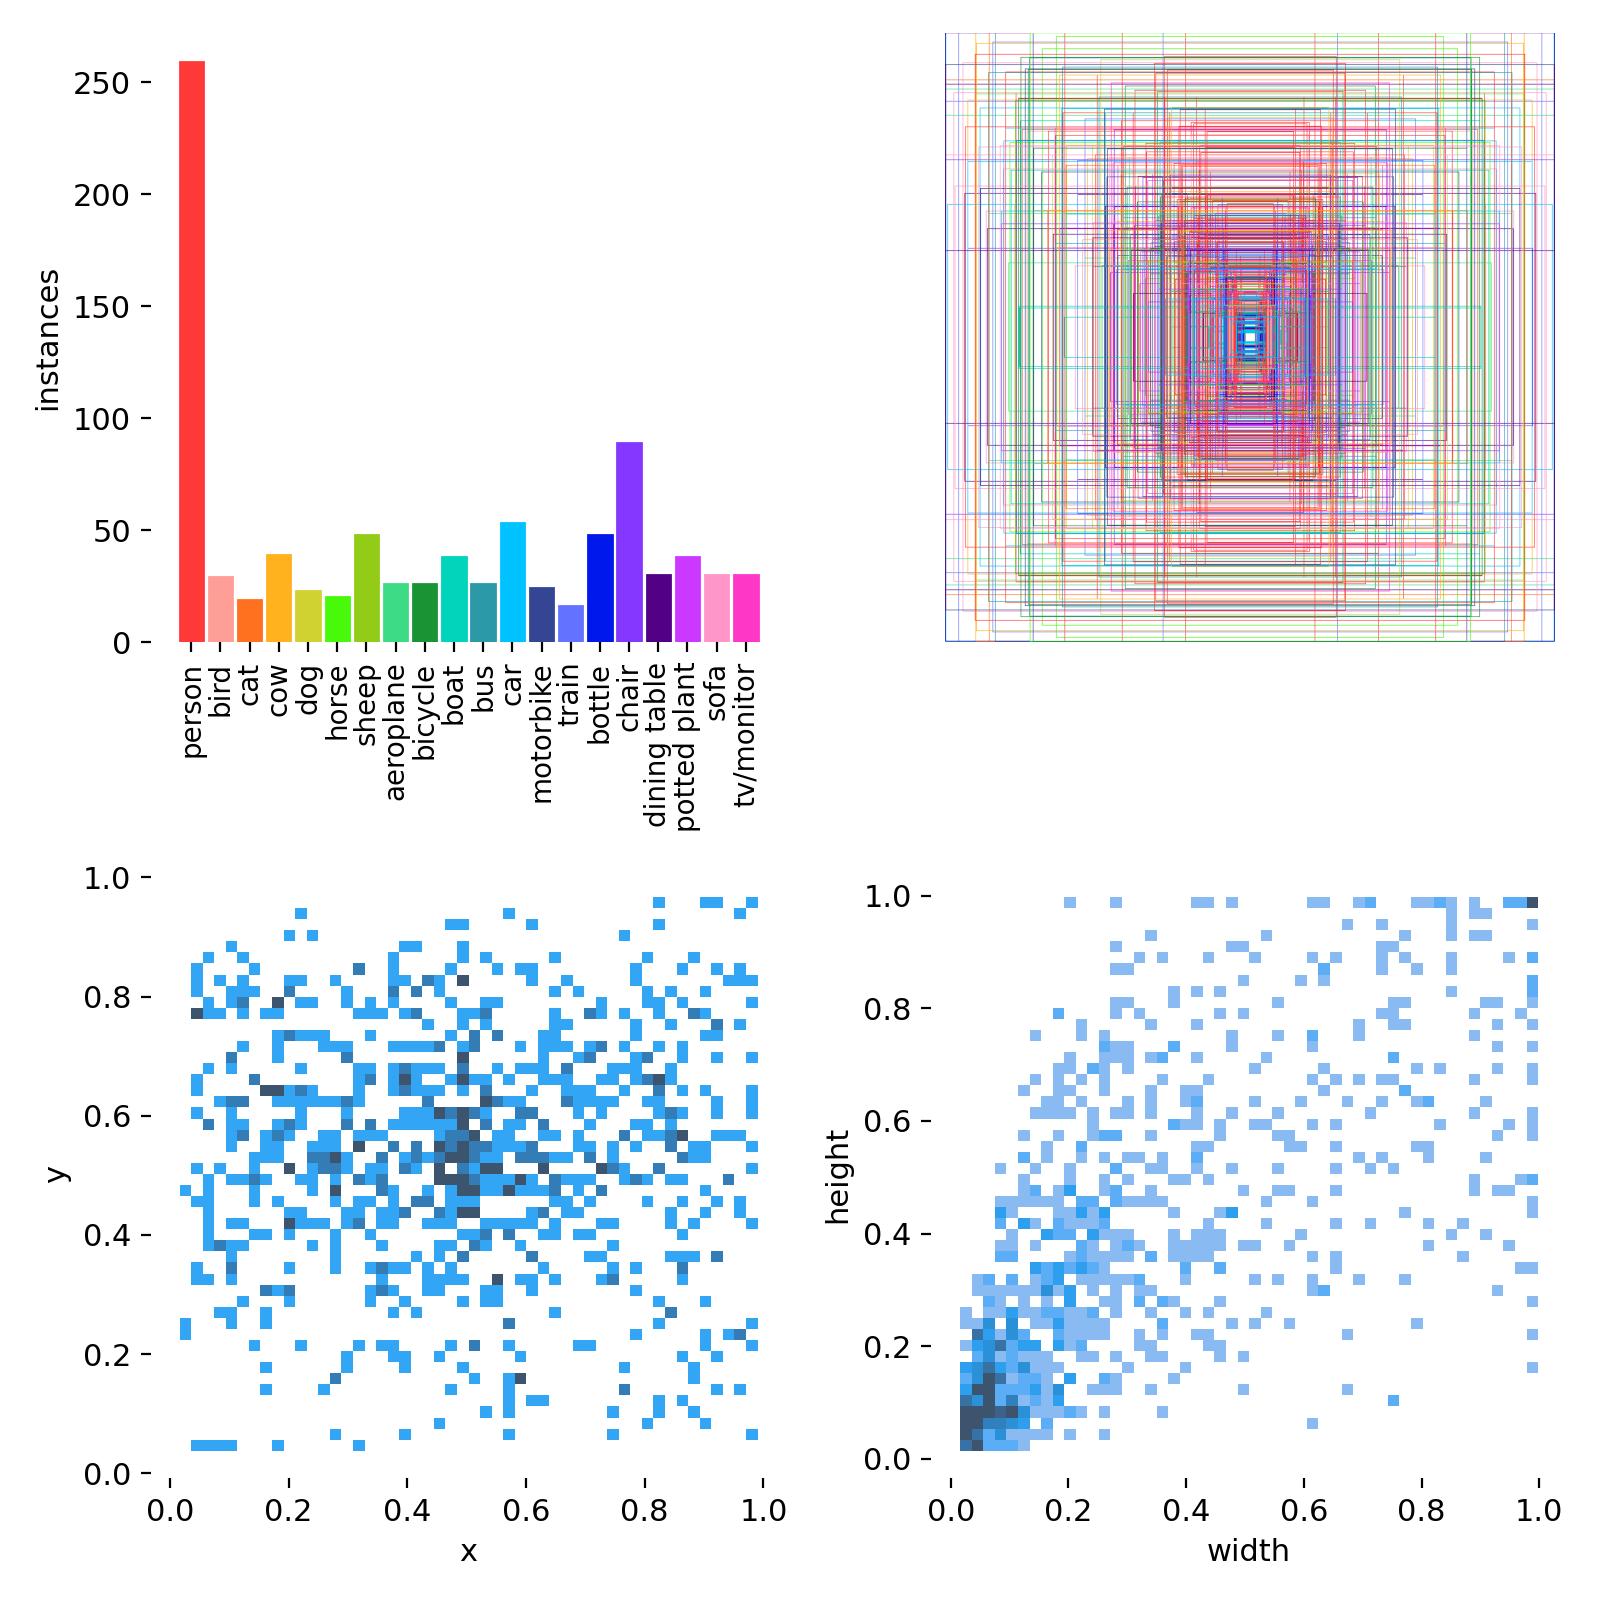 250
200
150
100
50
0
instances
person
bird
cat
cow
dog
horse
sheep
aeroplane
bicycle
boat
bus
car
motorbike
train
bottle
chair
dining table
potted plant
sofa
tv/monitor
1.0
0.8
0.6
0.4
0.2
0.0
y
0.0 0.2 0.4 0.6 0.8 1.0
x
1.0
0.8
0.6
0.4
0.2
0.0
height
0.0 0.2 0.4 0.6 0.8 1.0
width